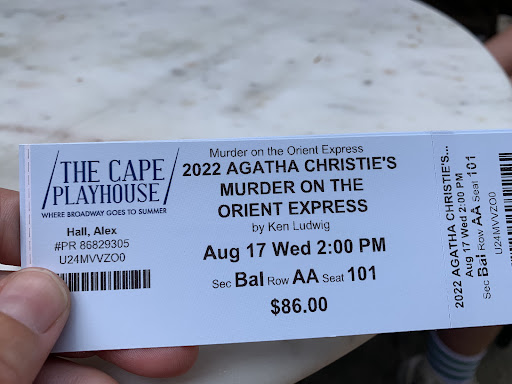 THE CAPE
PLAYHOUSE
WHERE BROADWAY GOES TO SUMMER
Hall, Alex
#PR 86829305
U24MVVZO0
Murder on the Orient Express
2022 AGATHA CHRISTIE'S
MURDER ON THE
ORIENT EXPRESS
by Ken Ludwig
Aug 17 Wed 2:00 PM
Sec Bal Row AA Seat 101
$86.00
2022 AGATHA CHRISTIE'S...
Aug 17 Wed 2:00 PM
Sec Bal Row AA Seat 101
U24MVVZO0